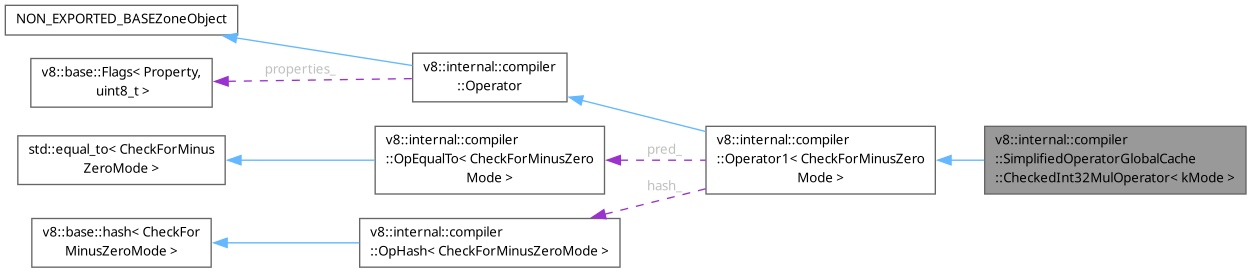 NON_EXPORTED_BASEZoneObject
v8::base::Flags< Property,
uint8_t >
properties_
v8::internal::compiler
::Operator
std::equal_to< CheckForMinus
ZeroMode >
v8::internal::compiler
::OpEqualTo< CheckForMinusZero
Mode >
pred_
v8::internal::compiler
::Operator1< CheckForMinusZero
Mode >
v8::internal::compiler
::SimplifiedOperatorGlobalCache
::CheckedInt32MulOperator< kMode >
hash_
v8::base::hash< CheckFor
MinusZeroMode >
v8::internal::compiler
::OpHash< CheckForMinusZeroMode >